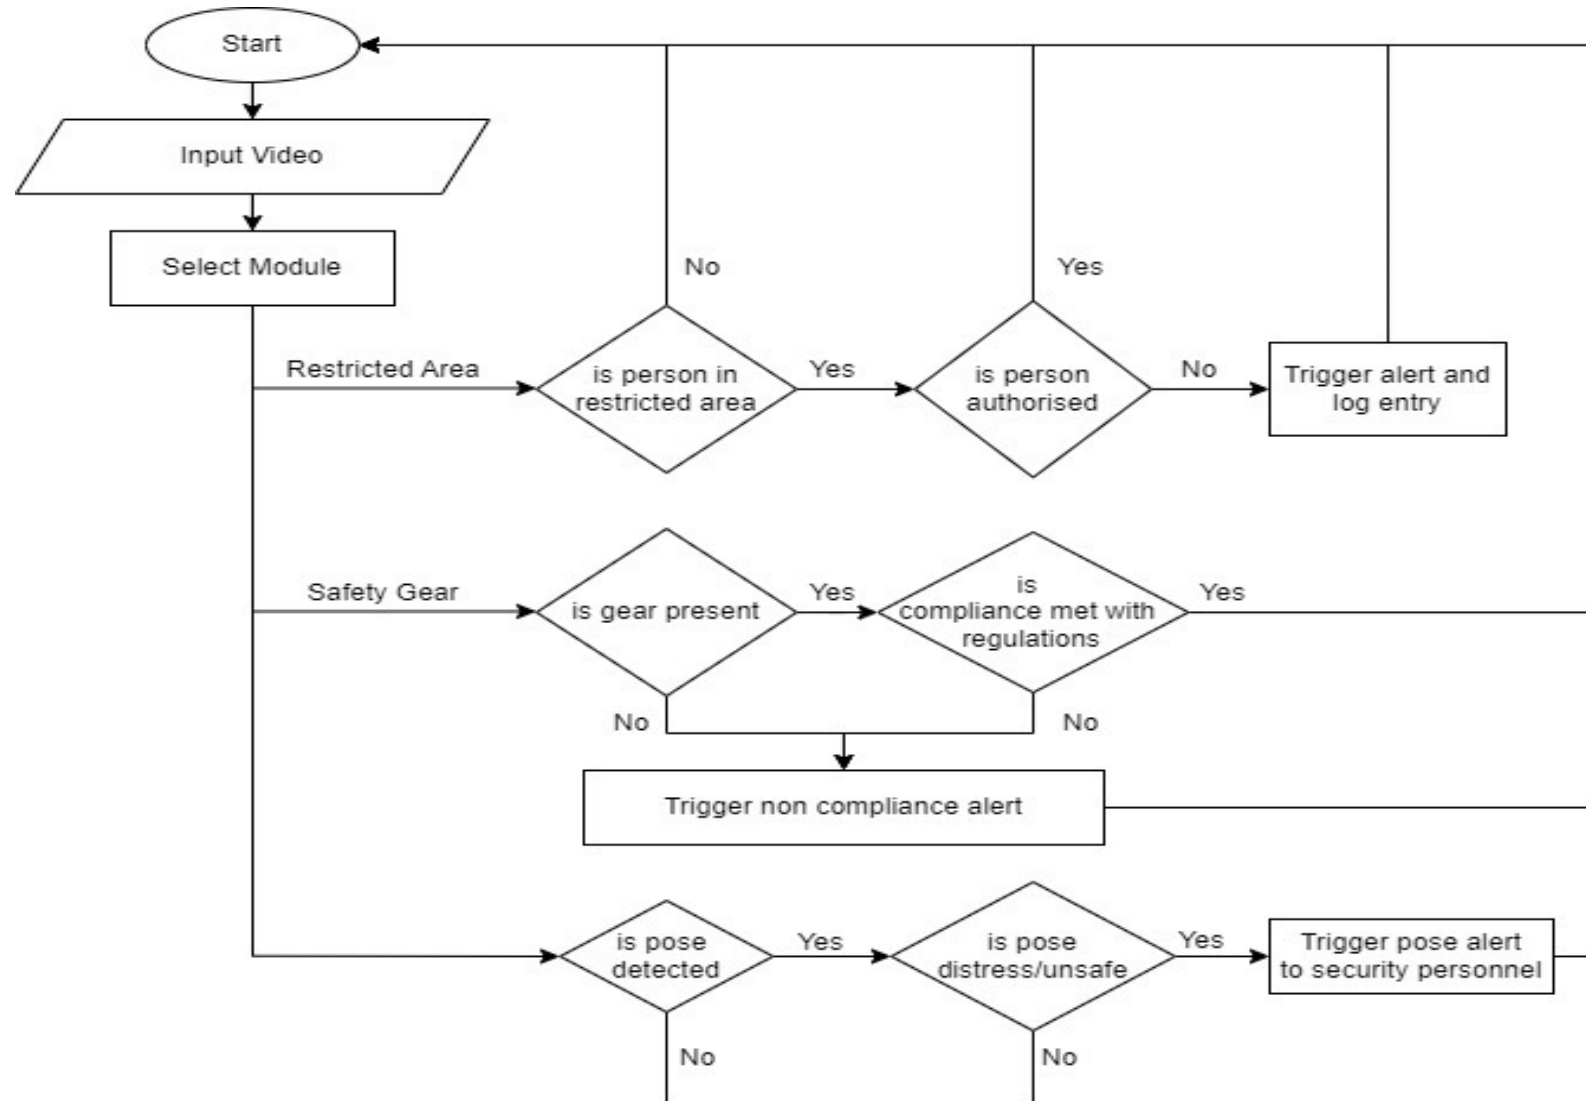 Start
Input Video
Select Module
No
Yes
Restricted Area
is person in
restricted area
Yes
is person
authorised
No
Trigger alert and
log entry
Safety Gear
is gear present
Yes
is
compliance met with
regulations
Yes
No
No
Trigger non compliance alert
is pose
detected
Yes
is pose
distress/unsafe
Yes
Trigger pose alert
to security personnel
No
No